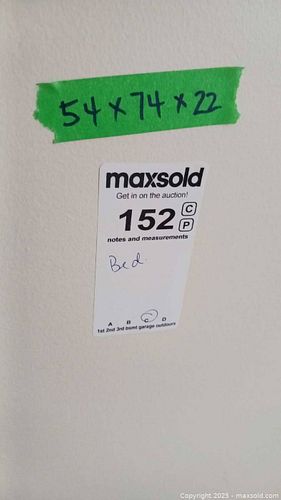 54 x 74 x 22
maxsold
Get in on the auction!
152 C
P
notes and measurements
Bed.
A B C D
1st 2nd 3rd bsmt garage outdoors
Copyright 2023 - maxsold.com